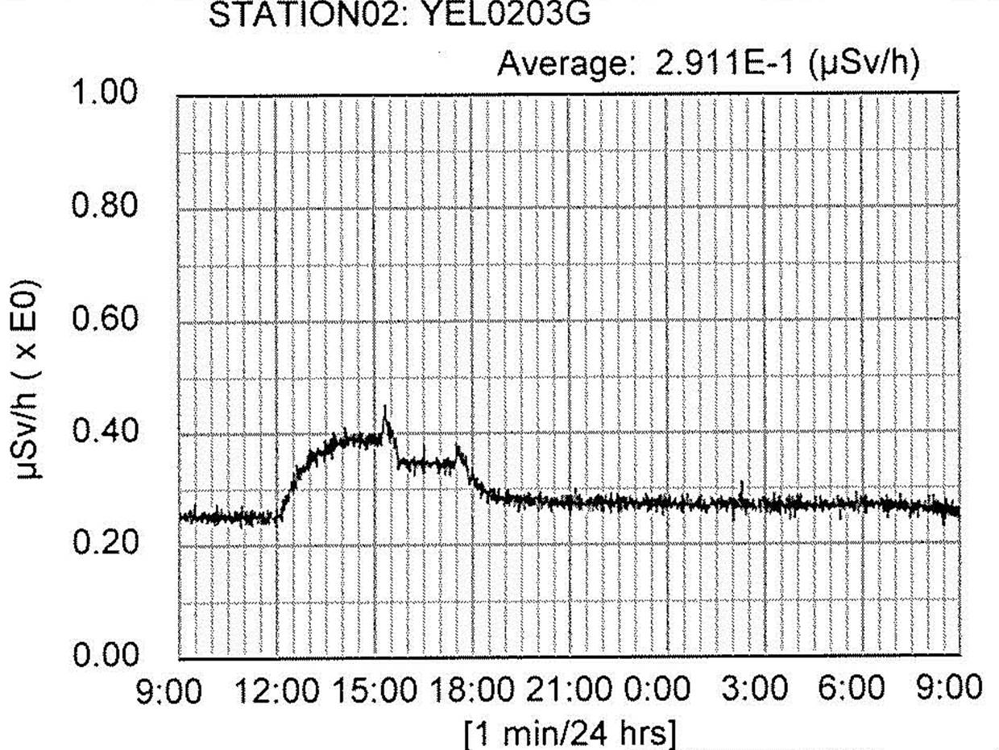 STATION02: YEL0203G
Average: 2.911E-1 (µSv/h)
1.00
0.80
0.60
0.40
0.20
0.00
µSv/h ( x E0)
9:00 12:00 15:00 18:00 21:00 0:00 3:00 6:00 9:00
[1 min/24 hrs]